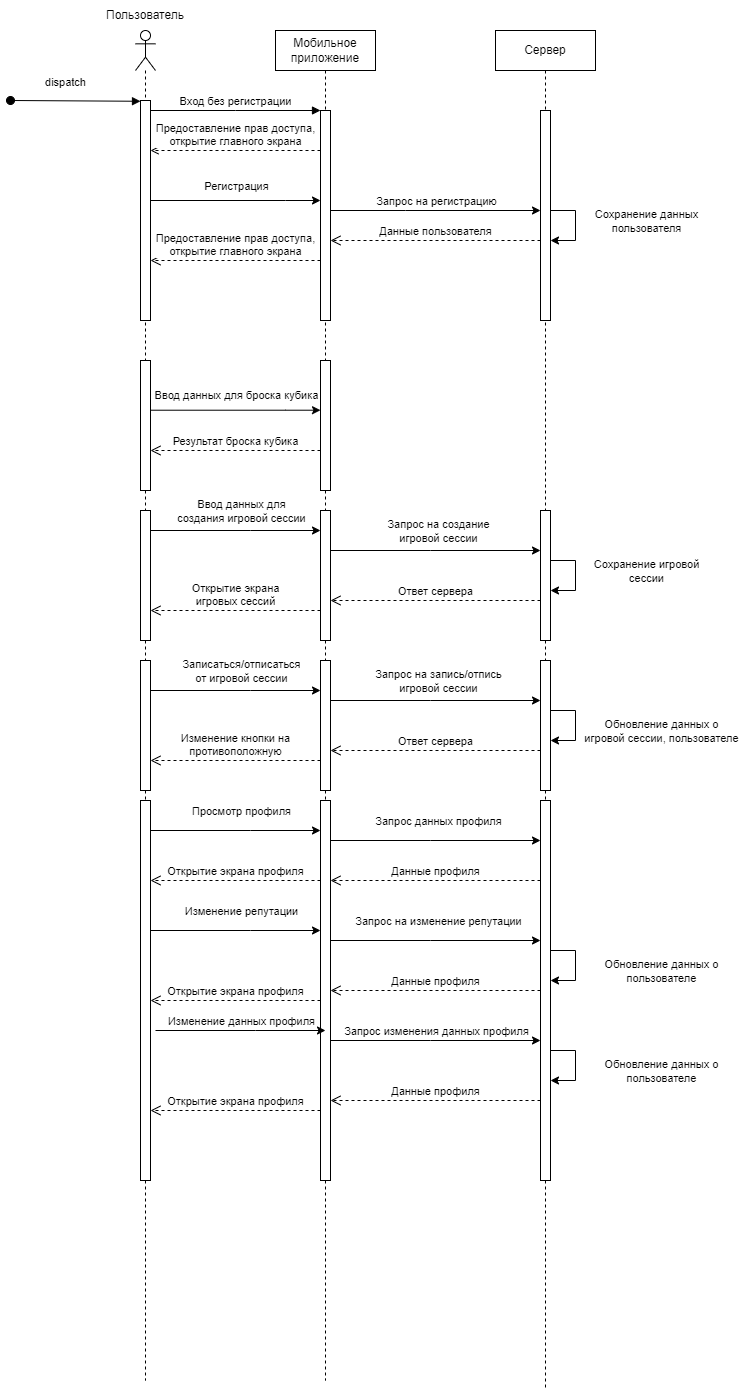 Пользователь
Мобильное
приложение
Сервер
dispatch
Вход без регистрации
Предоставление прав доступа,
открытие главного экрана
Регистрация
Запрос на регистрацию
Сохранение данных
пользователя
Данные пользователя
Предоставление прав доступа,
открытие главного экрана
Ввод данных для броска кубика
Результат броска кубика
Ввод данных для
создания игровой сессии
Запрос на создание
игровой сессии
Сохранение игровой
сессии
Открытие экрана
игровых сессий
Ответ сервера
Записаться/отписаться
от игровой сессии
Запрос на запись/отпись
игровой сессии
Обновление данных о
игровой сессии, пользователе
Изменение кнопки на
противоположную
Ответ сервера
Просмотр профиля
Запрос данных профиля
Открытие экрана профиля
Данные профиля
Изменение репутации
Запрос на изменение репутации
Обновление данных о
пользователе
Данные профиля
Открытие экрана профиля
Изменение данных профиля
Запрос изменения данных профиля
Обновление данных о
пользователе
Данные профиля
Открытие экрана профиля